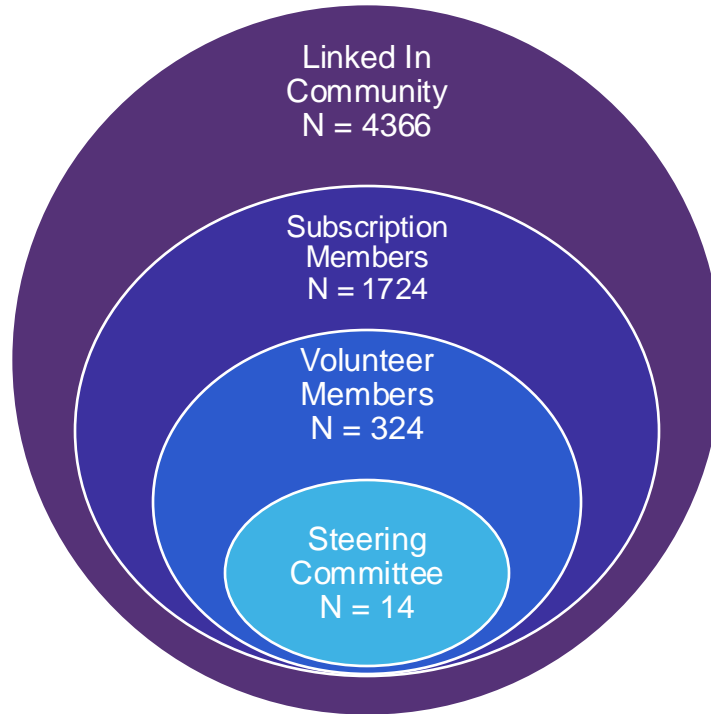 Linked In
Community
N = 4366
Subscription
Members
N = 1724
Volunteer
Members
N = 324
Steering
Committee
N = 14